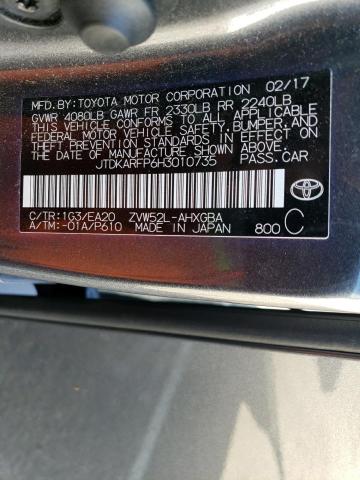 MFD.BY:TOYOTA MOTOR CORPORATION 02/17
GVWR 4080LB GAWR FR 2330LB RR 2240LB
THIS VEHICLE CONFORMS TO ALL APPLICABLE
FEDERAL MOTOR VEHICLE SAFETY, BUMPER, AND
THEFT PREVENTION STANDARDS IN EFFECT ON
THE DATE OF MANUFACTURE SHOWN ABOVE.
JTDKARFP6H3010735 PASS.CAR
C/TR:1G3/EA20 ZVW52L-AHXGBA
A/TM:-01A/P610 MADE IN JAPAN 800 C
TOYOTA